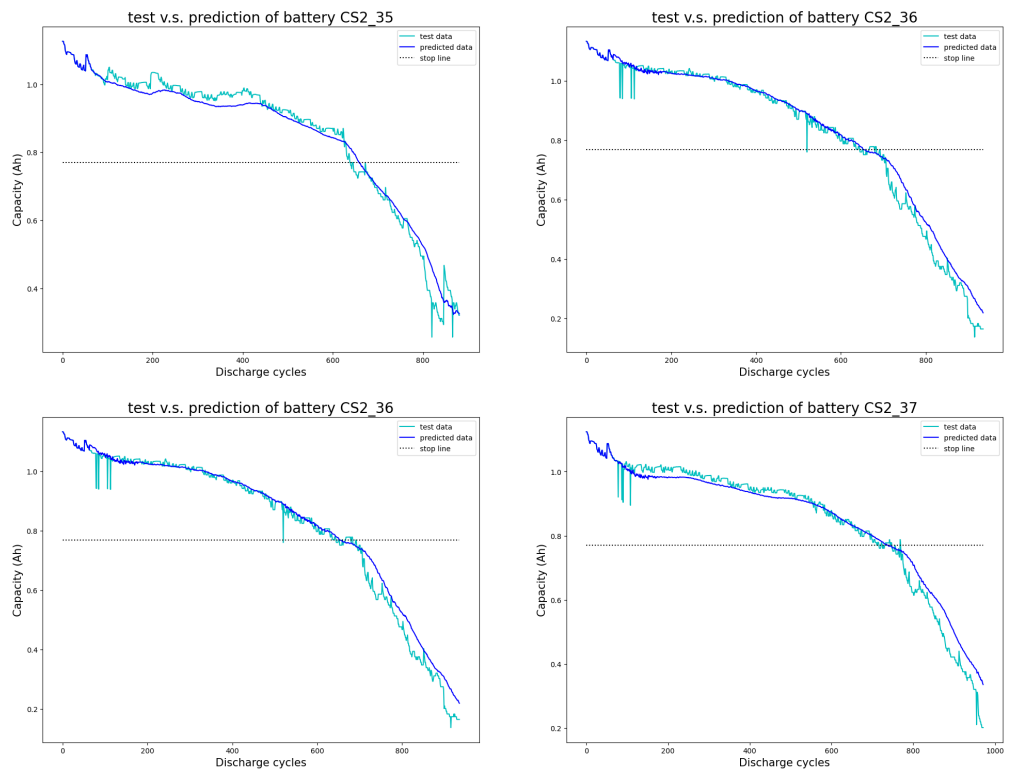 test v.s. prediction of battery CS2_35
test data
predicted data
stop line
1.0
0.8
0.6
0.4
Capacity (Ah)
0 200 400 600 800
Discharge cycles
test v.s. prediction of battery CS2_36
test data
predicted data
stop line
1.0
0.8
0.6
0.4
0.2
Capacity (Ah)
0 200 400 600 800
Discharge cycles
test v.s. prediction of battery CS2_36
test data
predicted data
stop line
1.0
0.8
0.6
0.4
0.2
Capacity (Ah)
0 200 400 600 800
Discharge cycles
test v.s. prediction of battery CS2_37
test data
predicted data
stop line
1.0
0.8
0.6
0.4
0.2
Capacity (Ah)
0 200 400 600 800 1000
Discharge cycles